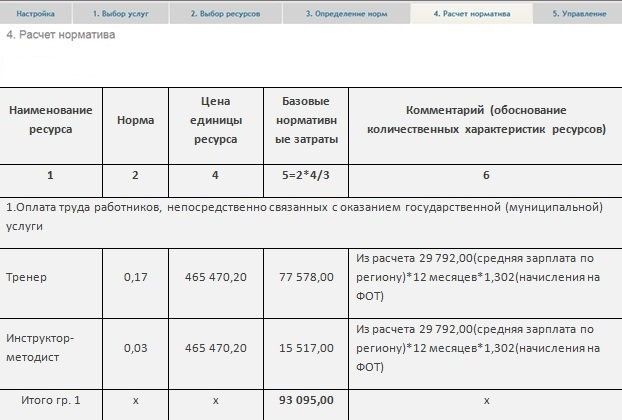 Настройка 1. Выбор услуг 2. Выбор ресурсов 3. Определение норм 4. Расчет норматива 5. Управление
4. Расчет норматива
Наименование ресурса Норма Цена единицы ресурса Базовые нормативн ые затраты Комментарий (обоснование количественных характеристик ресурсов)
1 2 4 5=2*4/3 6
1.Оплата труда работников, непосредственно связанных с оказанием государственной (муниципальной)
услуги
Тренер 0,17 465 470,20 77 578,00 Из расчета 29 792,00(средняя зарплата по региону)*12 месяцев*1,302(начисления на ФОТ)
Инструктор-методист 0,03 465 470,20 15 517,00 Из расчета 29 792,00(средняя зарплата по региону)*12 месяцев*1,302(начисления на ФОТ)
Итого гр. 1 х х 93 095,00 х